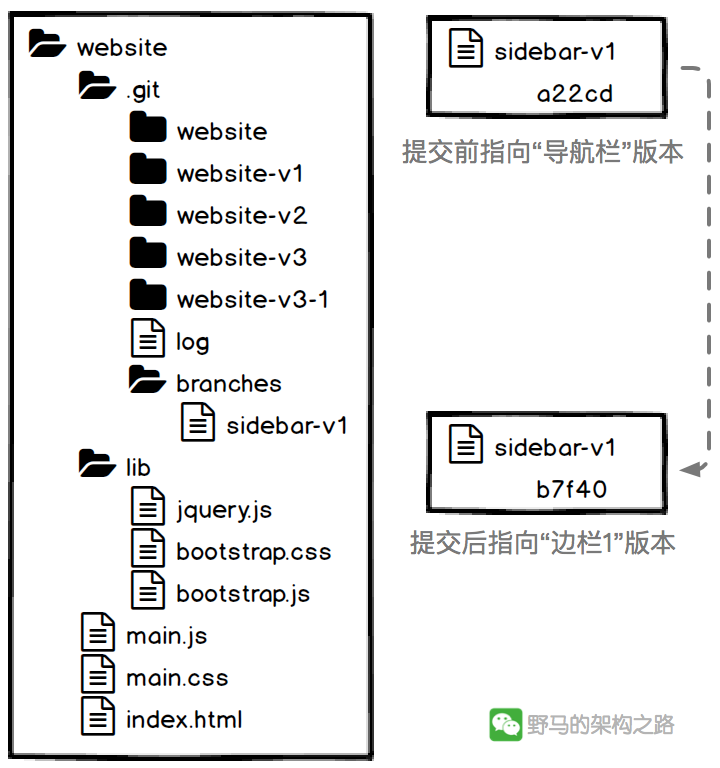 website
.git
website
website-v1
website-v2
website-v3
website-v3-1
log
branches
sidebar-v1
lib
jquery.js
bootstrap.css
bootstrap.js
main.js
main.css
index.html
sidebar-v1
a22cd
提交前指向“导航栏”版本
sidebar-v1
b7f40
提交后指向“边栏1”版本
野马的架构之路